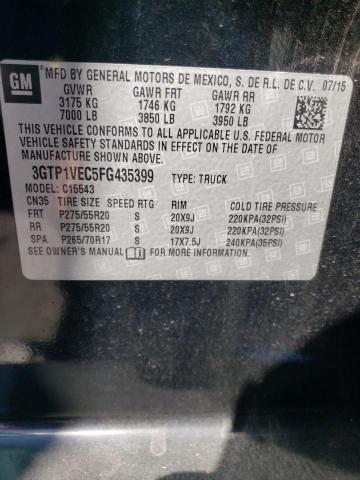 GM MFD BY GENERAL MOTORS DE MEXICO, S. DE R.L. DE C.V. 07/15
GVWR GAWR FRT GAWR RR
3175 KG 1746 KG 1792 KG
7000 LB 3850 LB 3950 LB
THIS VEHICLE CONFORMS TO ALL APPLICABLE U.S. FEDERAL MOTOR
VEHICLE SAFETY STANDARDS IN EFFECT ON THE DATE OF
MANUFACTURE SHOWN ABOVE.
3GTP1VEC5FG435399 TYPE: TRUCK
MODEL: C15543
CN35 TIRE SIZE SPEED RTG RIM COLD TIRE PRESSURE
FRT P275/55R20 S 20X9J 220KPA(32PSI)
RR P275/55R20 S 20X9J 220KPA(32PSI)
SPA P265/70R17 S 17X7.5J 240KPA(35PSI)
SEE OWNER'S MANUAL FOR MORE INFORMATION.